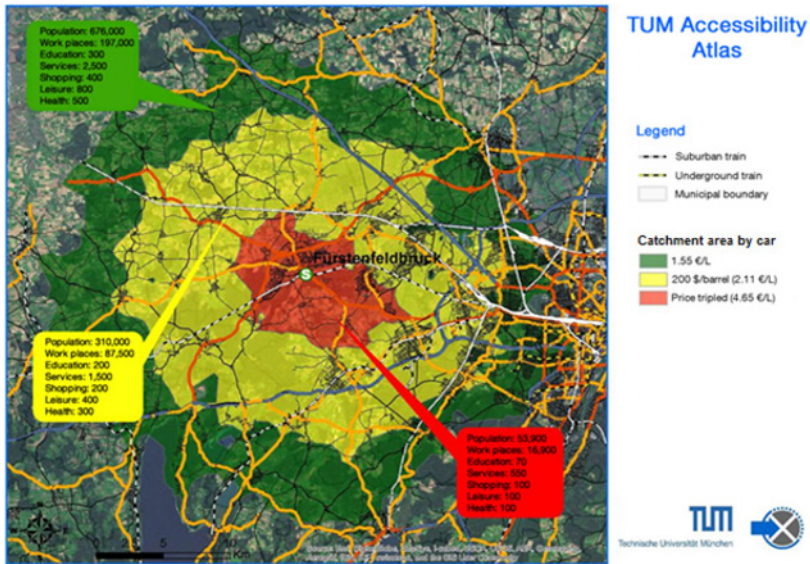 Population: 676,000
Work places: 197,000
Education: 300
Services: 2,500
Shopping: 400
Leisure: 800
Health: 500
TUM Accessibility
Atlas
Legend
Suburban train
Underground train
Municipal boundary
Catchment area by car
1.55 €/L
200 $/barrel (2.11 €/L)
Price tripled (4.65 €/L)
Fürstenfeldbruck
S
Population: 310,000
Work places: 87,500
Education: 200
Services: 1,500
Shopping: 200
Leisure: 400
Health: 300
Population: 53,900
Work places: 16,900
Education: 70
Services: 550
Shopping: 100
Leisure: 100
Health: 100
0 5 10
Km
TUM
Technische Universität München